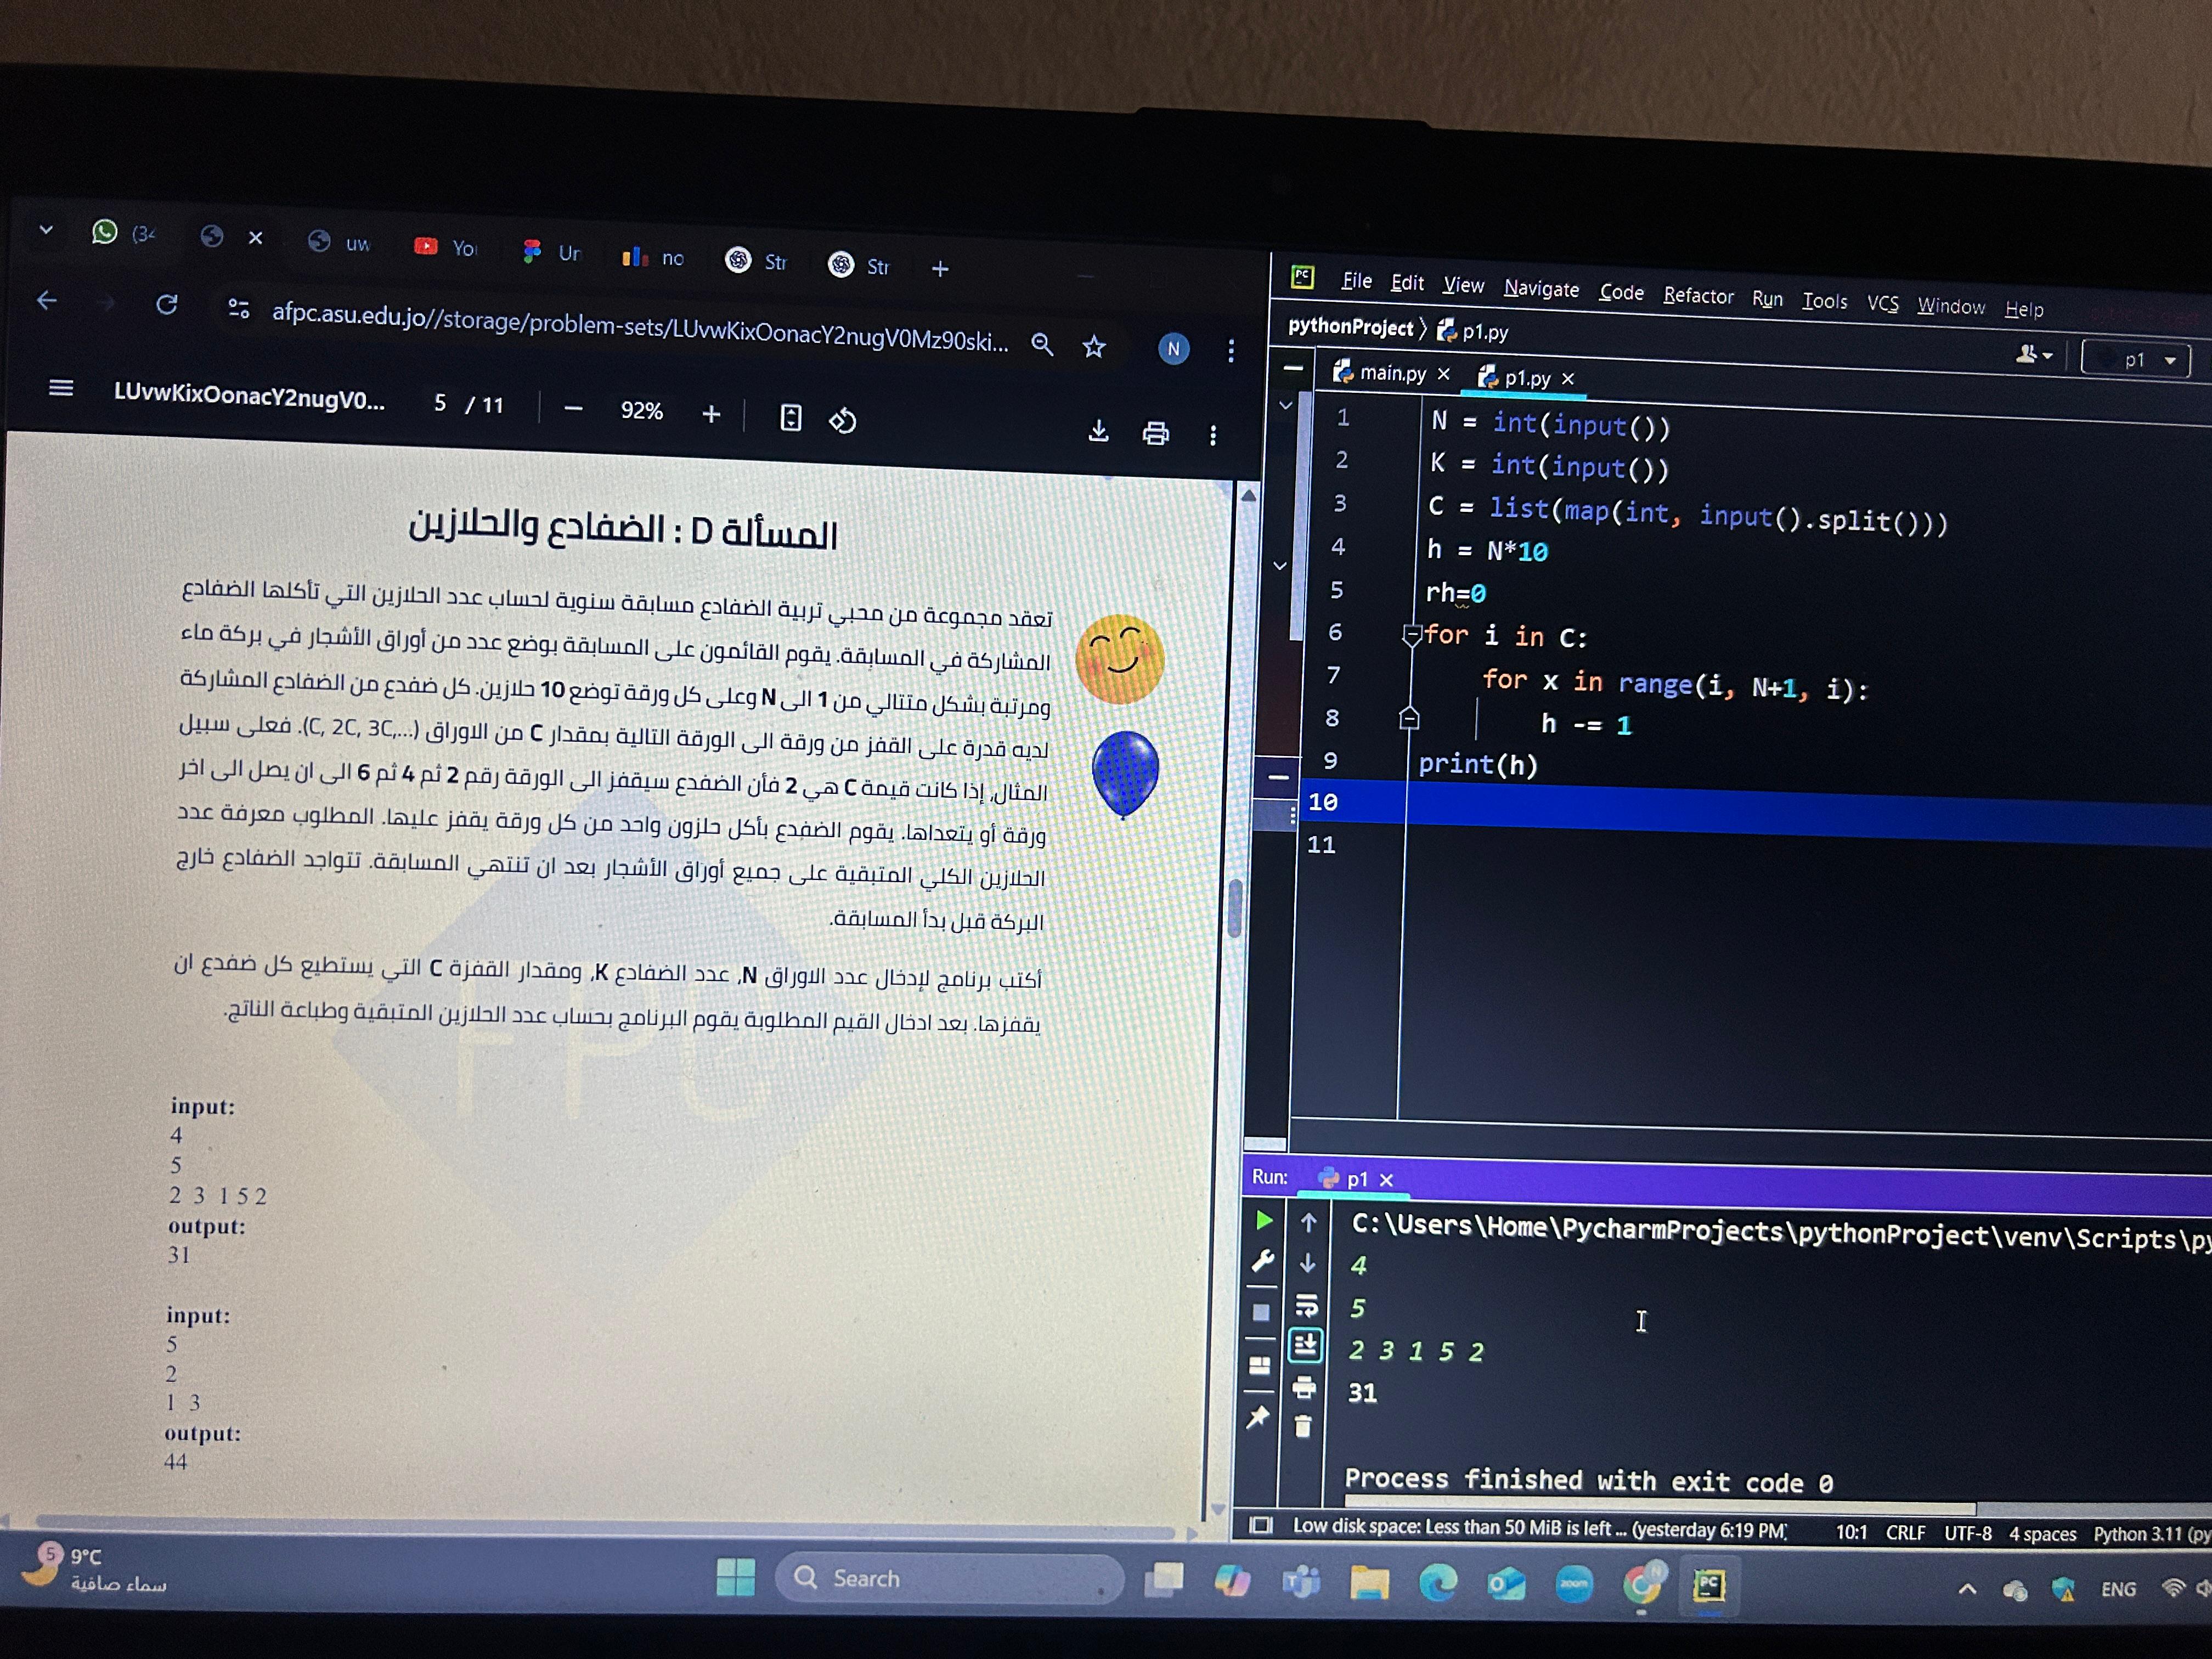 (34
uw
You
Un
no
Str
Str
afpc.asu.edu.jo//storage/problem-sets/LUvwKixOonacY2nugV0Mz90ski...
N
LUvwKixOonacY2nugV0...
5 / 11
92%
المسألة D : الضفادع والحلازين
تعقد مجموعة من محبي تربية الضفادع مسابقة سنوية لحساب عدد الحلازين التي تأكلها الضفادع
المشاركة في المسابقة. يقوم القائمون على المسابقة بوضع عدد من أوراق الأشجار في بركة ماء
ومرتبة بشكل متتالي من 1 الى N وعلى كل ورقة توضع 10 حلازين. كل ضفدع من الضفادع المشاركة
لديه قدرة على القفز من ورقة الى الورقة التالية بمقدار C من الاوراق (C, 2C, 3C,...). فعلى سبيل
المثال, إذا كانت قيمة C هي 2 فأن الضفدع سيقفز الى الورقة رقم 2 ثم 4 ثم 6 الى ان يصل الى اخر
ورقة أو يتعداها. يقوم الضفدع بأكل حلزون واحد من كل ورقة يقفز عليها. المطلوب معرفة عدد
الحلازين الكلي المتبقية على جميع أوراق الأشجار بعد ان تنتهي المسابقة. تتواجد الضفادع خارج
البركة قبل بدأ المسابقة.
أكتب برنامج لإدخال عدد الاوراق N, عدد الضفادع K, ومقدار القفزة C التي يستطيع كل ضفدع ان
يقفزها. بعد ادخال القيم المطلوبة يقوم البرنامج بحساب عدد الحلازين المتبقية وطباعة الناتج.
FPC
input:
4
5
2 3 1 5 2
output:
31
input:
5
2
1 3
output:
44
PC File Edit View Navigate Code Refactor Run Tools VCS Window Help
pythonProject p1.py
p1
main.py p1.py
1 N = int(input())
2 K = int(input())
3 C = list(map(int, input().split()))
4 h = N*10
5 rh=0
6 for i in C:
7 for x in range(i, N+1, i):
8 h -= 1
9 print(h)
10
11
Run: p1
C:\Users\Home\PycharmProjects\pythonProject\venv\Scripts\py
4
5
2 3 1 5 2
31
Process finished with exit code 0
Low disk space: Less than 50 MiB is left ... (yesterday 6:19 PM) 10:1 CRLF UTF-8 4 spaces Python 3.11 (py
5
9°C
سماء صافية
Search
zoom
PC
ENG